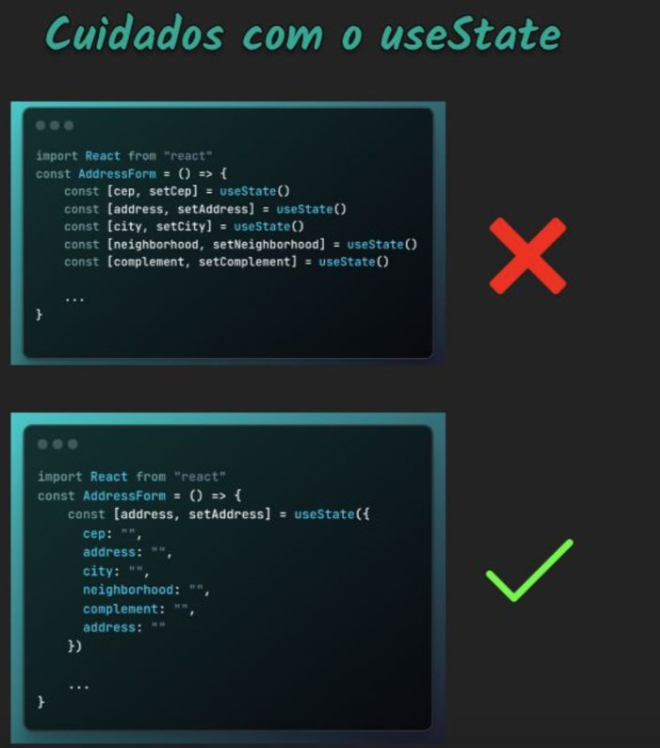 Cuidados com o useState
import React from "react"
const AddressForm = () => {
const [cep, setCep] = useState()
const [address, setAddress] = useState()
const [city, setCity] = useState()
const [neighborhood, setNeighborhood] = useState()
const [complement, setComplement] = useState()
...
}
import React from "react"
const AddressForm = () => {
const [address, setAddress] = useState({
cep: "",
address: "",
city: "",
neighborhood: "",
complement: "",
address: ""
})
...
}